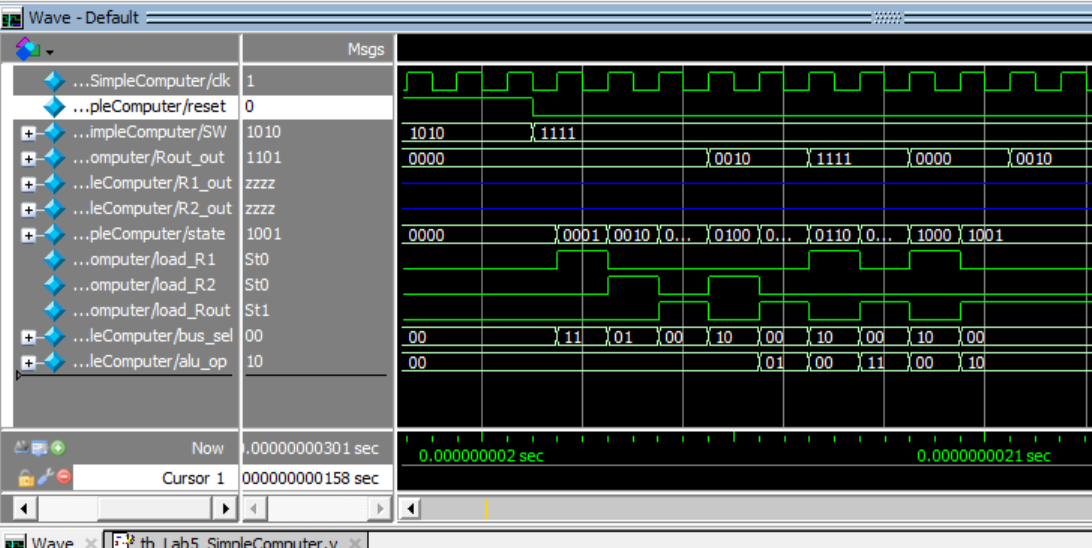 Wave - Default
Msgs
...SimpleComputer/clk 1
...pleComputer/reset 0
...impleComputer/SW 1010 1010 1111
...omputer/Rout_out 1101 0000 0010 1111 0000 0010
...leComputer/R1_out zzzz
...leComputer/R2_out zzzz
...pleComputer/state 1001 0000 0001 0010 0... 0100 0... 0110 0... 1000 1001
...omputer/load_R1 St0
...omputer/load_R2 St0
...omputer/load_Rout St1
...leComputer/bus_sel 00 00 11 01 00 10 00 10 00 10 00
...leComputer/alu_op 10 00 01 00 11 00 10
Now .00000000301 sec 0.000000002 sec 0.0000000021 sec
Cursor 1 000000000158 sec
Wave tb_Lab5_SimpleComputer.v